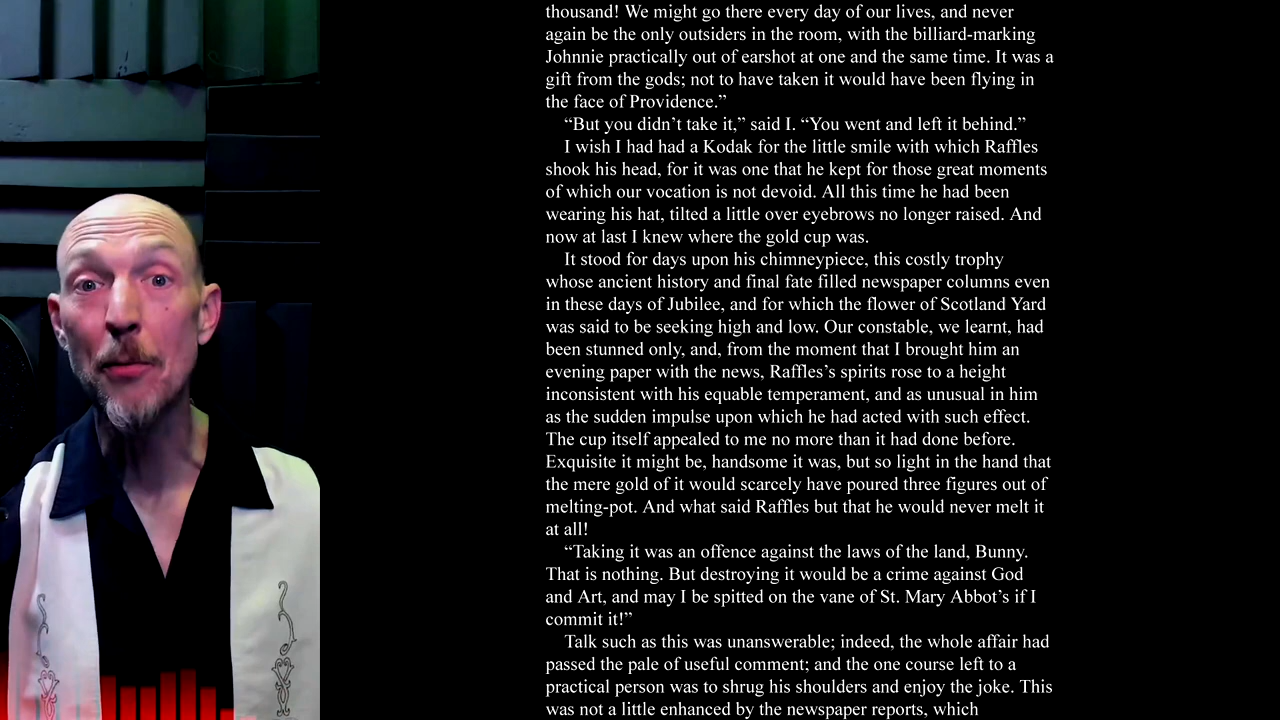 thousand! We might go there every day of our lives, and never
again be the only outsiders in the room, with the billiard-marking
Johnnie practically out of earshot at one and the same time. It was a
gift from the gods; not to have taken it would have been flying in
the face of Providence.”
“But you didn’t take it,” said I. “You went and left it behind.”
I wish I had had a Kodak for the little smile with which Raffles
shook his head, for it was one that he kept for those great moments
of which our vocation is not devoid. All this time he had been
wearing his hat, tilted a little over eyebrows no longer raised. And
now at last I knew where the gold cup was.
It stood for days upon his chimneypiece, this costly trophy
whose ancient history and final fate filled newspaper columns even
in these days of Jubilee, and for which the flower of Scotland Yard
was said to be seeking high and low. Our constable, we learnt, had
been stunned only, and, from the moment that I brought him an
evening paper with the news, Raffles’s spirits rose to a height
inconsistent with his equable temperament, and as unusual in him
as the sudden impulse upon which he had acted with such effect.
The cup itself appealed to me no more than it had done before.
Exquisite it might be, handsome it was, but so light in the hand that
the mere gold of it would scarcely have poured three figures out of
melting-pot. And what said Raffles but that he would never melt it
at all!
“Taking it was an offence against the laws of the land, Bunny.
That is nothing. But destroying it would be a crime against God
and Art, and may I be spitted on the vane of St. Mary Abbot’s if I
commit it!”
Talk such as this was unanswerable; indeed, the whole affair had
passed the pale of useful comment; and the one course left to a
practical person was to shrug his shoulders and enjoy the joke. This
was not a little enhanced by the newspaper reports, which